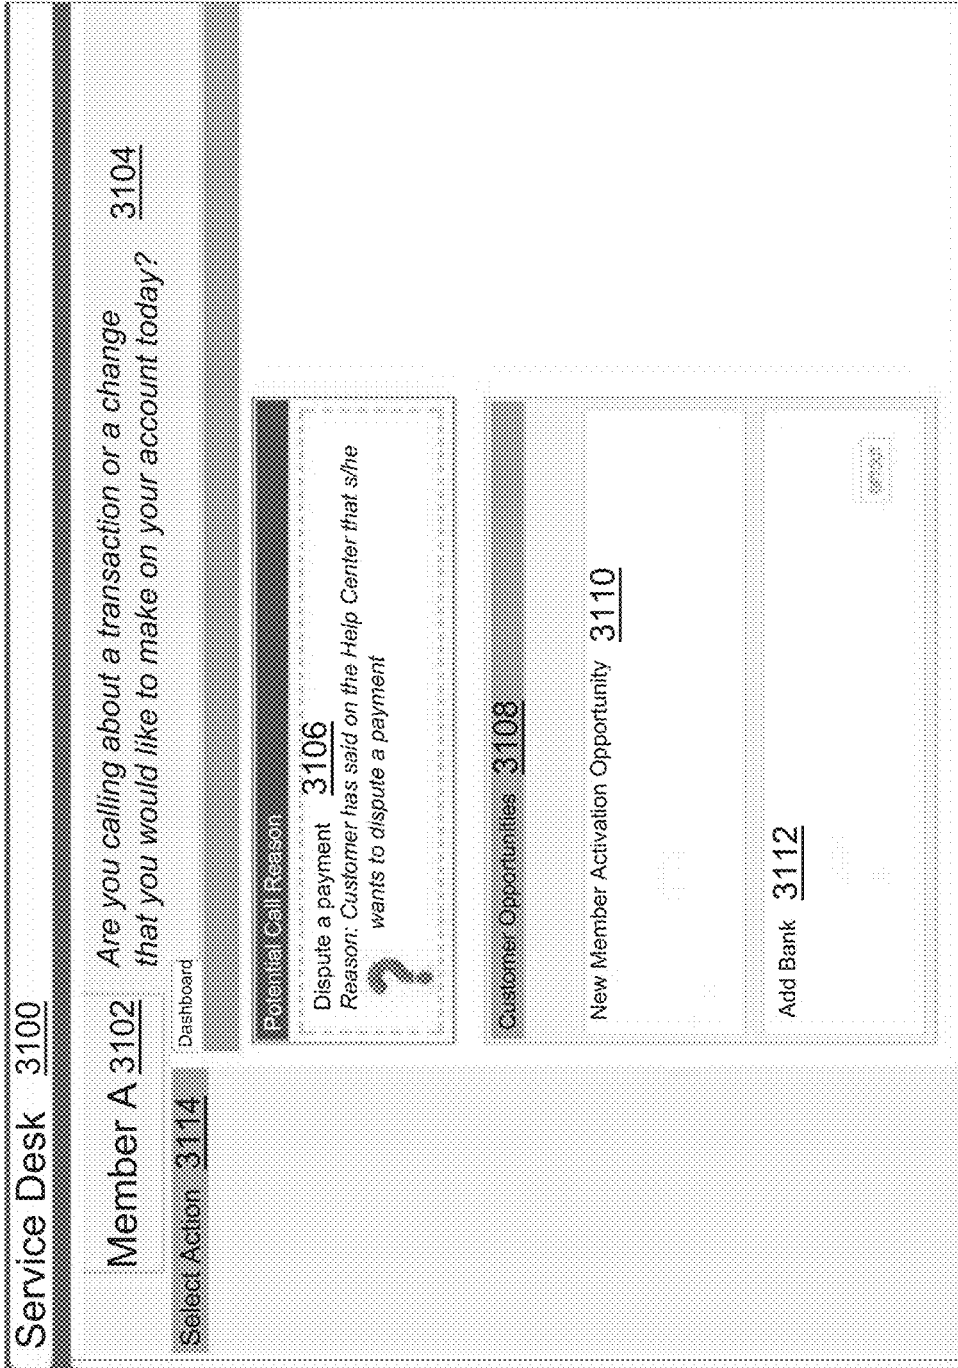 Service Desk 3100
Member A 3102
Are you calling about a transaction or a change
that you would like to make on your account today?
3104
Select Action 3114
Dashboard
Potential Call Reason
Dispute a payment 3106
Reason: Customer has said on the Help Center that s/he
wants to dispute a payment
?
Customer Opportunities 3108
New Member Activation Opportunity 3110
Add Bank 3112